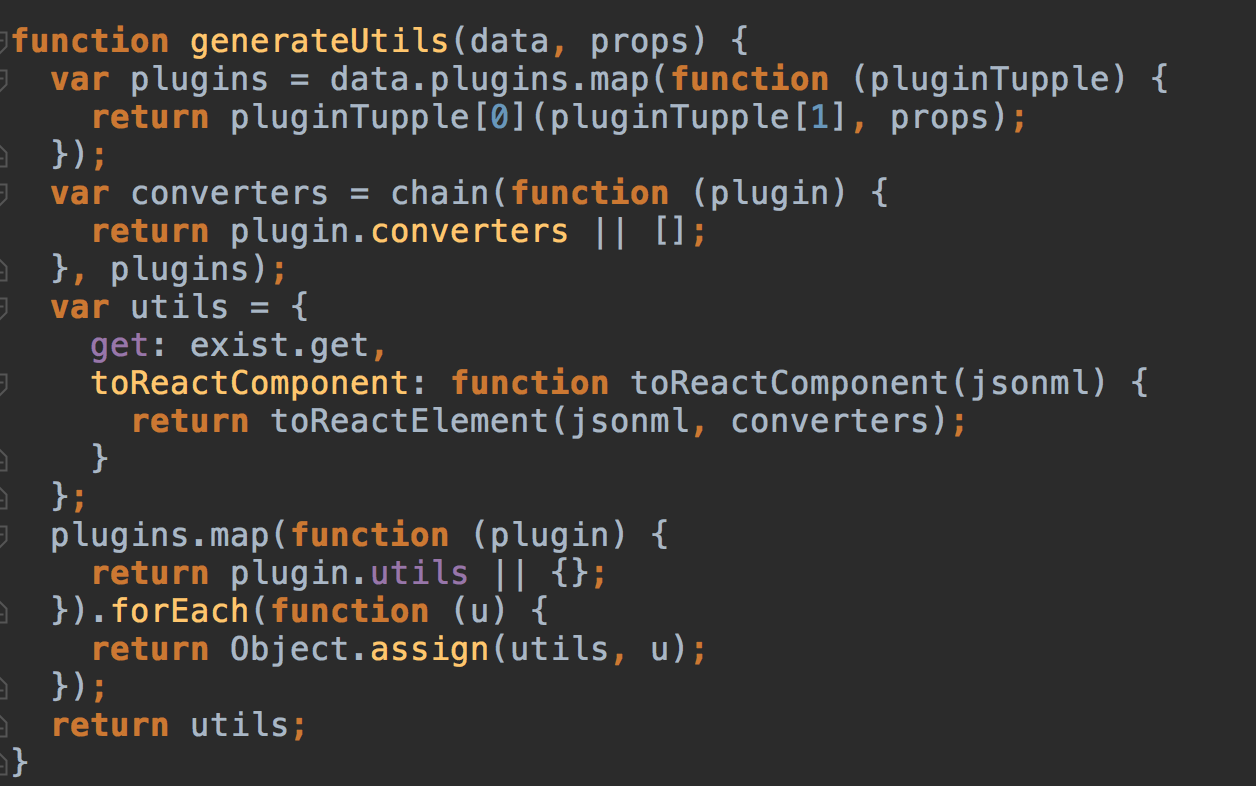 function generateUtils(data, props) {
  var plugins = data.plugins.map(function (pluginTupple) {
    return pluginTupple[0](pluginTupple[1], props);
  });
  var converters = chain(function (plugin) {
    return plugin.converters || [];
  }, plugins);
  var utils = {
    get: exist.get,
    toReactComponent: function toReactComponent(jsonml) {
      return toReactElement(jsonml, converters);
    }
  };
  plugins.map(function (plugin) {
    return plugin.utils || {};
  }).forEach(function (u) {
    return Object.assign(utils, u);
  });
  return utils;
}